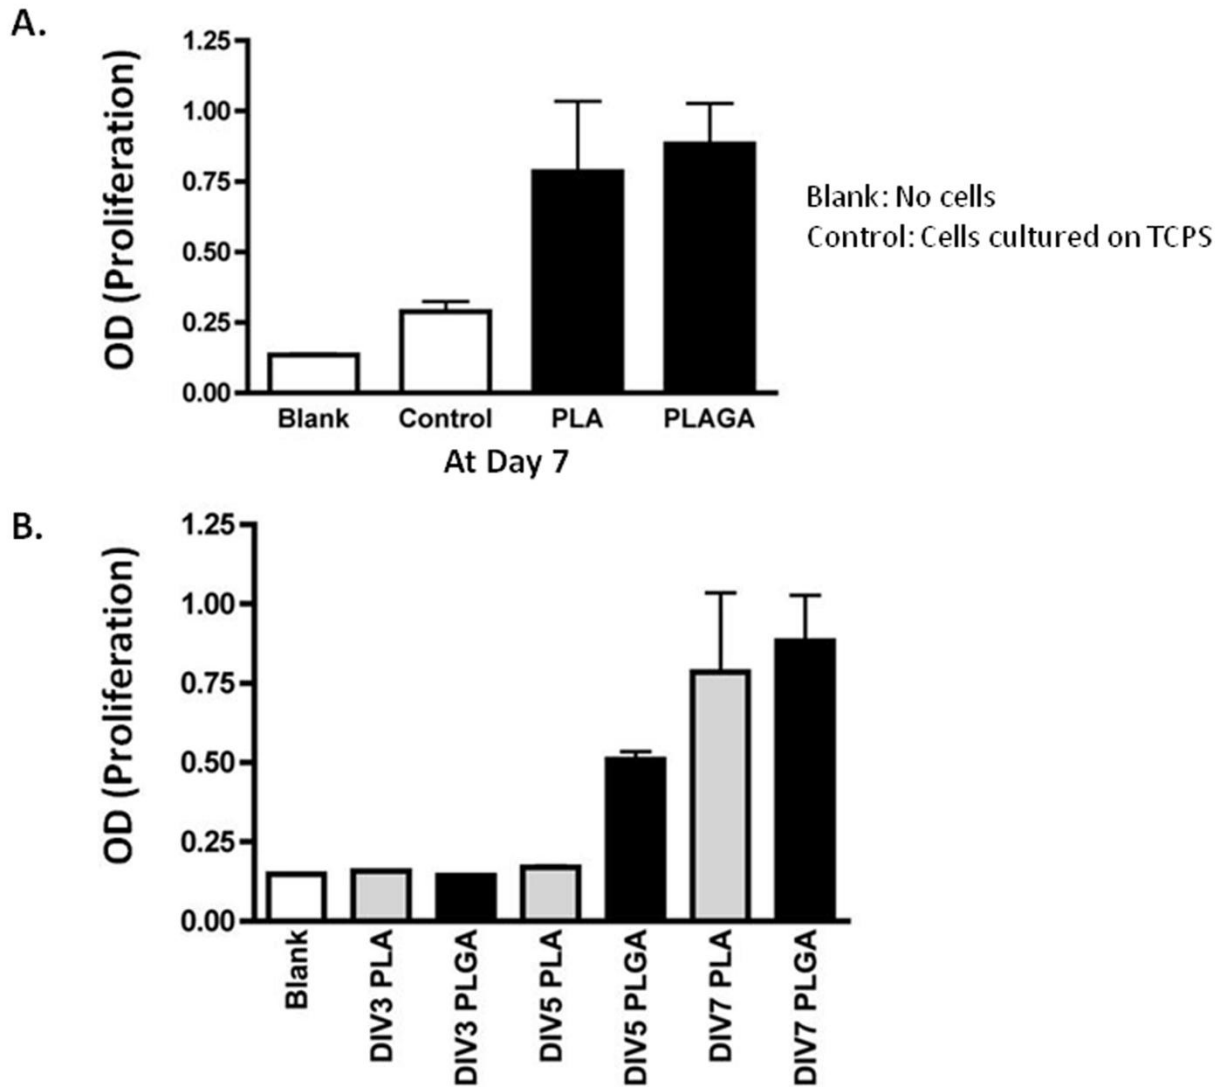 A.
OD (Proliferation)
1.25
1.00
0.75
0.50
0.25
0.00
Blank
Control
PLA
PLAGA
At Day 7
Blank: No cells
Control: Cells cultured on TCPS
B.
OD (Proliferation)
1.25
1.00
0.75
0.50
0.25
0.00
Blank
DIV3 PLA
DIV3 PLGA
DIV5 PLA
DIV5 PLGA
DIV7 PLA
DIV7 PLGA